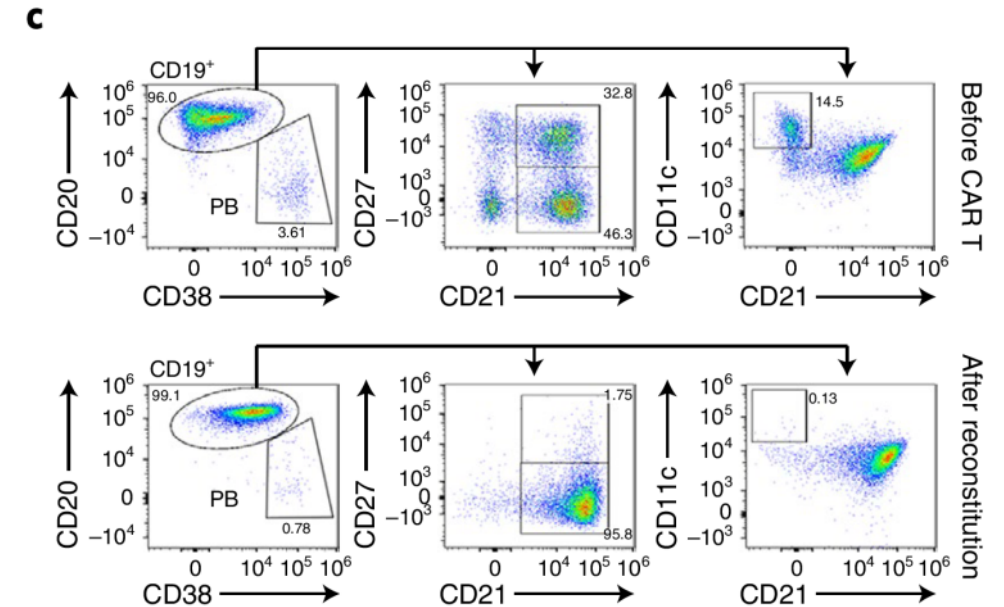 c
CD19⁺
96.0
10⁶
10⁵
10⁴
0
−10⁴
CD20
PB
3.61
0 10⁴ 10⁵ 10⁶
CD38
10⁶
10⁵
10⁴
10³
0
−10³
CD27
32.8
46.3
0 10⁴ 10⁵ 10⁶
CD21
10⁶
10⁵
10⁴
10³
0
−10³
CD11c
14.5
0 10⁴ 10⁵ 10⁶
CD21
Before CAR T
CD19⁺
99.1
10⁶
10⁵
10⁴
0
−10⁴
CD20
PB
0.78
0 10⁴ 10⁵ 10⁶
CD38
10⁶
10⁵
10⁴
10³
0
−10³
CD27
1.75
95.8
0 10⁴ 10⁵ 10⁶
CD21
10⁶
10⁵
10⁴
10³
0
−10³
CD11c
0.13
0 10⁴ 10⁵ 10⁶
CD21
After reconstitution